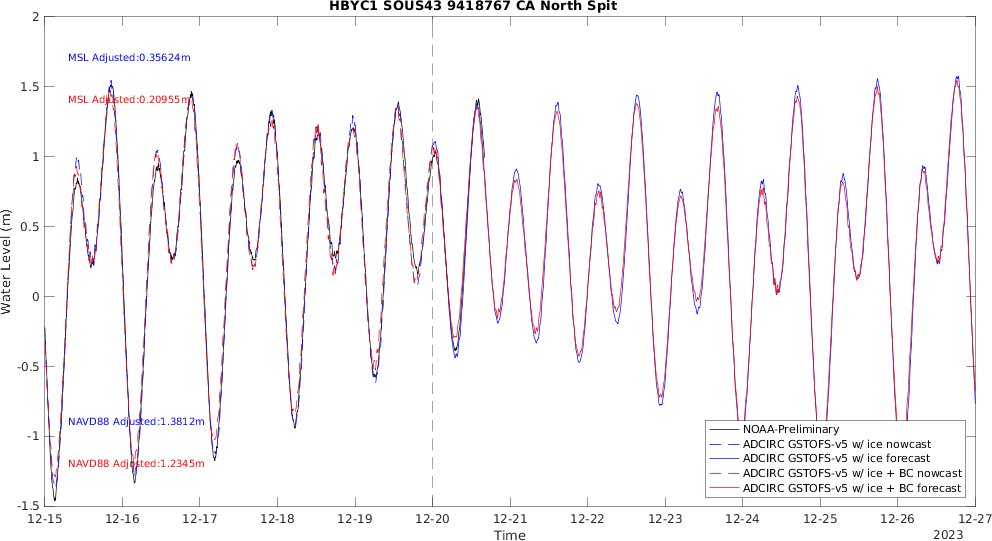 HBYC1 SOUS43 9418767 CA North Spit
2
1.5
1
0.5
0
-0.5
-1
-1.5
Water Level (m)
MSL Adjusted:0.35624m
MSL Adjusted:0.20955m
NAVD88 Adjusted:1.3812m
NAVD88 Adjusted:1.2345m
NOAA-Preliminary
ADCIRC GSTOFS-v5 w/ ice nowcast
ADCIRC GSTOFS-v5 w/ ice forecast
ADCIRC GSTOFS-v5 w/ ice + BC nowcast
ADCIRC GSTOFS-v5 w/ ice + BC forecast
12-15 12-16 12-17 12-18 12-19 12-20 12-21 12-22 12-23 12-24 12-25 12-26 12-27
Time
2023